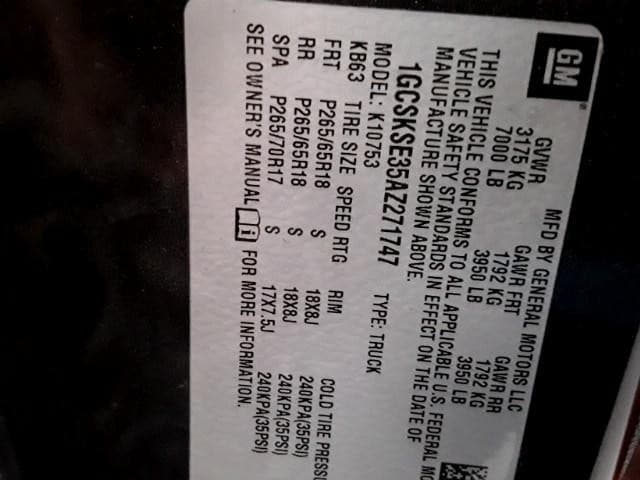 GM
MFD BY GENERAL MOTORS LLC
GVWR GAWR FRT GAWR RR
3175 KG 1792 KG 1792 KG
7000 LB 3950 LB 3950 LB
THIS VEHICLE CONFORMS TO ALL APPLICABLE U.S. FEDERAL MO
VEHICLE SAFETY STANDARDS IN EFFECT ON THE DATE OF
MANUFACTURE SHOWN ABOVE.
1GCSKSE35AZ271747 TYPE: TRUCK
MODEL: K10753
KB63 TIRE SIZE SPEED RTG RIM COLD TIRE PRESSU
FRT P265/65R18 S 18X8J 240KPA(35PSI)
RR P265/65R18 S 18X8J 240KPA(35PSI)
SPA P265/70R17 S 17X7.5J 240KPA(35PSI)
SEE OWNER'S MANUAL i FOR MORE INFORMATION.